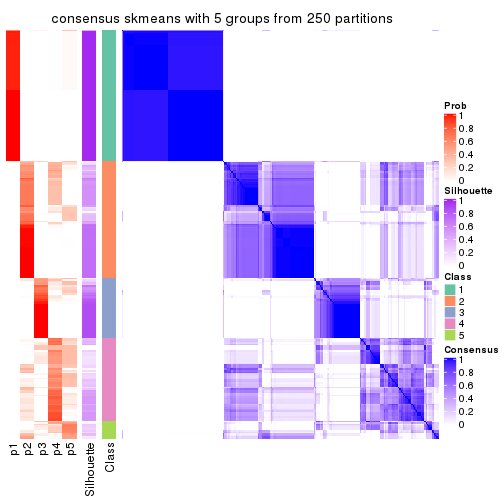 consensus skmeans with 5 groups from 250 partitions
p1
p2
p3
p4
p5
Silhouette
Class
Prob
1
0.8
0.6
0.4
0.2
0
Silhouette
1
0.8
0.6
0.4
0.2
0
Class
1
2
3
4
5
Consensus
1
0.8
0.6
0.4
0.2
0